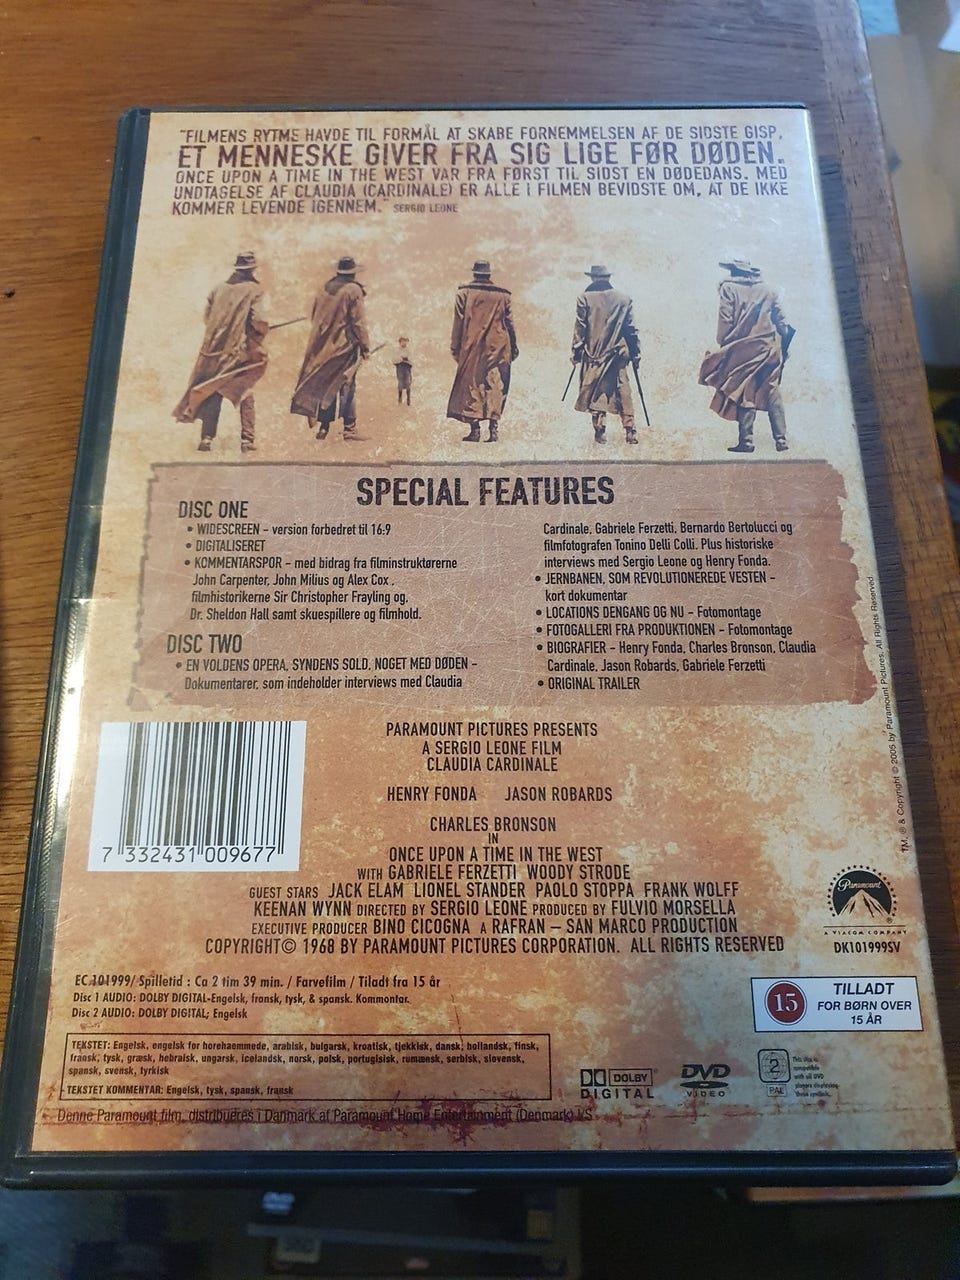 "FILMENS RYTME HAVDE TIL FORMÅL AT SKABE FORNEMMELSEN AF DE SIDSTE GISP,
ET MENNESKE GIVER FRA SIG LIGE FØR DØDEN.
ONCE UPON A TIME IN THE WEST VAR FRA FØRST TIL SIDST EN DØDEDANS. MED
UNDTAGELSE AF CLAUDIA (CARDINALE) ER ALLE I FILMEN BEVIDSTE OM, AT DE IKKE
KOMMER LEVENDE IGENNEM." SERGIO LEONE
SPECIAL FEATURES
DISC ONE
• WIDESCREEN – version forbedret til 16:9
• DIGITALISERET
• KOMMENTARSPOR – med bidrag fra filminstruktørerne
John Carpenter, John Milius og Alex Cox ,
filmhistorikerne Sir Christopher Frayling og,
Dr. Sheldon Hall samt skuespillere og filmhold.
DISC TWO
• EN VOLDENS OPERA, SYNDENS SOLD, NOGET MED DØDEN –
Dokumentarer, som indeholder interviews med Claudia
Cardinale, Gabriele Ferzetti, Bernardo Bertolucci og
filmfotografen Tonino Delli Colli. Plus historiske
interviews med Sergio Leone og Henry Fonda.
• JERNBANEN, SOM REVOLUTIONEREDE VESTEN –
kort dokumentar
• LOCATIONS DENGANG OG NU – Fotomontage
• FOTOGALLERI FRA PRODUKTIONEN – Fotomontage
• BIOGRAFIER – Henry Fonda, Charles Bronson, Claudia
Cardinale, Jason Robards, Gabriele Ferzetti
• ORIGINAL TRAILER
TM, ® & Copyright © 2005 by Paramount Pictures. All Rights Reserved.
7 332431 009677
PARAMOUNT PICTURES PRESENTS
A SERGIO LEONE FILM
CLAUDIA CARDINALE
HENRY FONDA JASON ROBARDS
CHARLES BRONSON
IN
ONCE UPON A TIME IN THE WEST
WITH GABRIELE FERZETTI WOODY STRODE
GUEST STARS JACK ELAM LIONEL STANDER PAOLO STOPPA FRANK WOLFF
KEENAN WYNN DIRECTED BY SERGIO LEONE PRODUCED BY FULVIO MORSELLA
EXECUTIVE PRODUCER BINO CICOGNA A RAFRAN – SAN MARCO PRODUCTION
COPYRIGHT© 1968 BY PARAMOUNT PICTURES CORPORATION. ALL RIGHTS RESERVED
Paramount
A VIACOM COMPANY
DK101999SV
EC 101999/ Spilletid : Ca 2 tim 39 min. / Farvefilm / Tilladt fra 15 år
Disc 1 AUDIO: DOLBY DIGITAL-Engelsk, fransk, tysk, & spansk. Kommentar.
Disc 2 AUDIO: DOLBY DIGITAL; Engelsk
15
TILLADT
FOR BØRN OVER
15 ÅR
TEKSTET: Engelsk, engelsk for horehaemmede, arabisk, bulgarsk, kroatisk, tjekkisk, dansk, hollandsk, finsk,
fransk, tysk, græsk, hebraisk, ungarsk, icelandsk, norsk, polsk, portugisisk, rumænsk, serbisk, slovensk,
spansk, svensk, tyrkisk
TEKSTET KOMMENTAR: Engelsk, tysk, spansk, fransk
DOLBY
DIGITAL
DVD
VIDEO
2
PAL
This disc is
compatible
with all DVD
players displaying
these symbols.
Denne Paramount film, distribueres i Danmark af Paramount Home Entertainment (Denmark) I/S